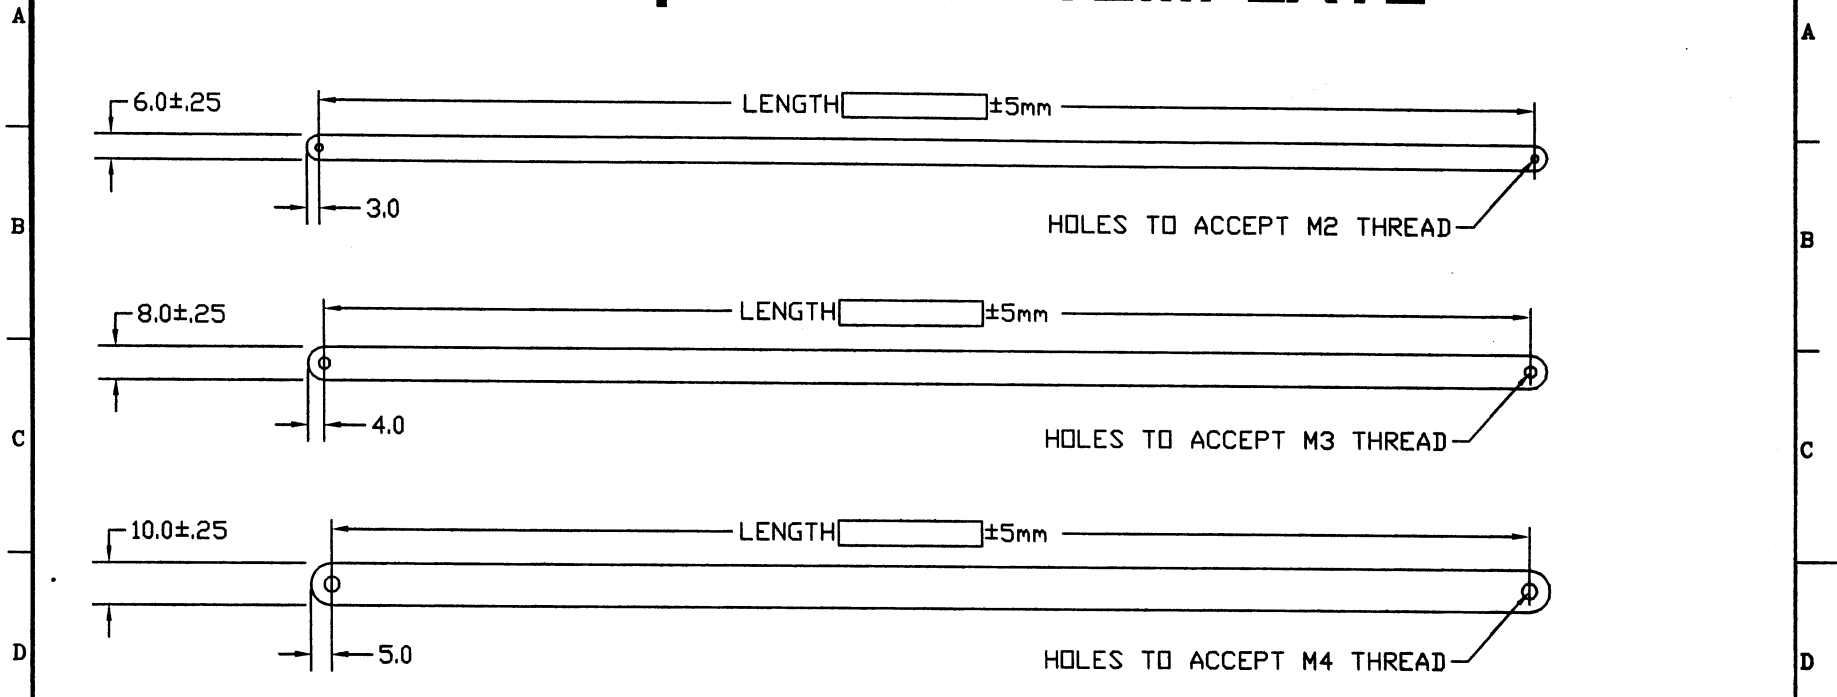 A A
6.0±.25 LENGTH ±5mm
3.0
HOLES TO ACCEPT M2 THREAD
B B
8.0±.25 LENGTH ±5mm
4.0
HOLES TO ACCEPT M3 THREAD
C C
10.0±.25 LENGTH ±5mm
5.0
HOLES TO ACCEPT M4 THREAD
D D